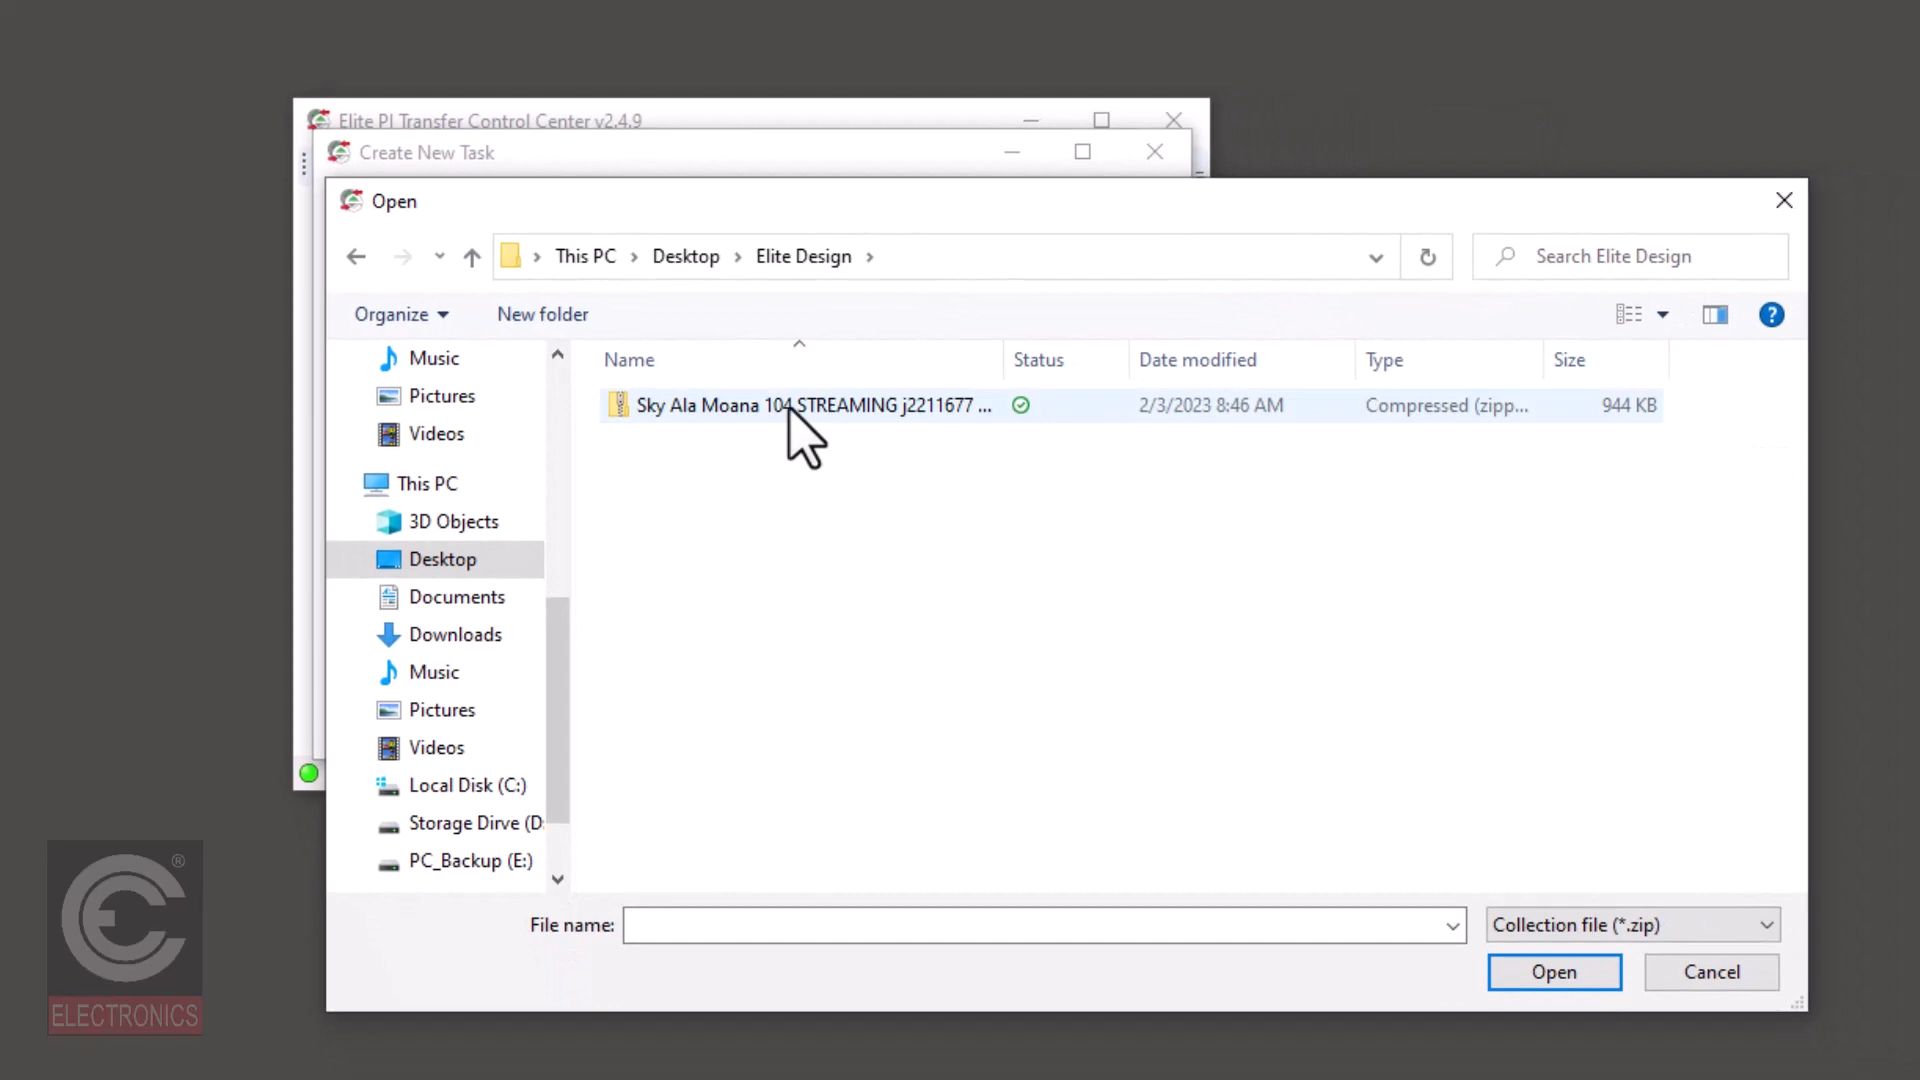 Elite PI Transfer Control Center v2.4.9
Create New Task
Open
This PC > Desktop > Elite Design >
Search Elite Design
Organize
New folder
Name Status Date modified Type Size
Sky Ala Moana 104 STREAMING j2211677 ... 2/3/2023 8:46 AM Compressed (zipp... 944 KB
Music
Pictures
Videos
This PC
3D Objects
Desktop
Documents
Downloads
Music
Pictures
Videos
Local Disk (C:)
Storage Dirve (D:
PC_Backup (E:)
File name:
Collection file (*.zip)
Open
Cancel
CE®
ELECTRONICS